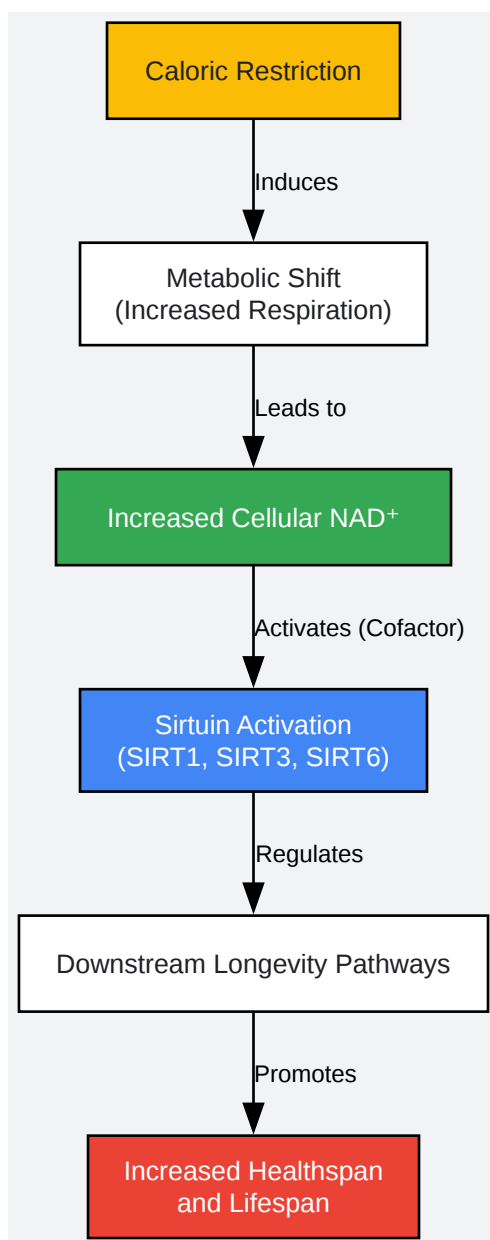 Caloric Restriction
Induces
Metabolic Shift
(Increased Respiration)
Leads to
Increased Cellular NAD⁺
Activates (Cofactor)
Sirtuin Activation
(SIRT1, SIRT3, SIRT6)
Regulates
Downstream Longevity Pathways
Promotes
Increased Healthspan
and Lifespan